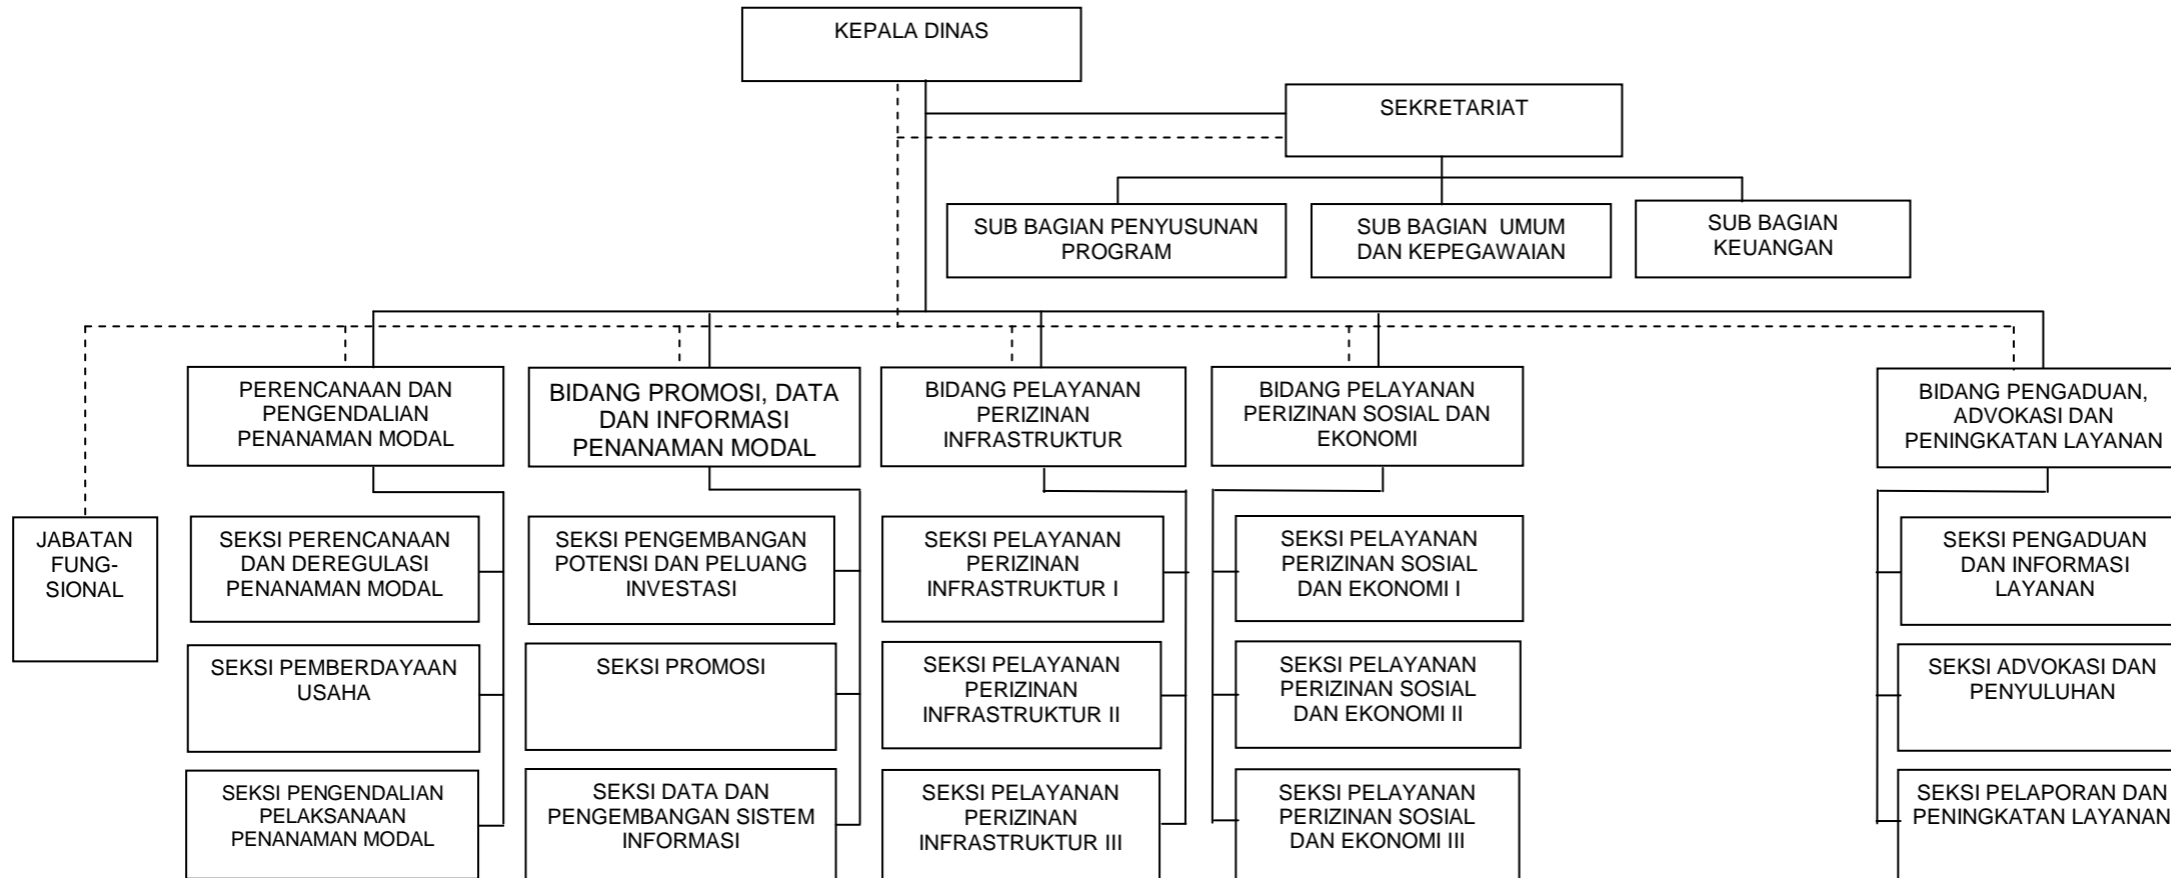 KEPALA DINAS
SEKRETARIAT
SUB BAGIAN PENYUSUNAN
PROGRAM
SUB BAGIAN  UMUM
DAN KEPEGAWAIAN
SUB BAGIAN
KEUANGAN
PERENCANAAN DAN
PENGENDALIAN
PENANAMAN MODAL
BIDANG PROMOSI, DATA
DAN INFORMASI
PENANAMAN MODAL
BIDANG PELAYANAN
PERIZINAN
INFRASTRUKTUR
BIDANG PELAYANAN
PERIZINAN SOSIAL DAN
EKONOMI
BIDANG PENGADUAN,
ADVOKASI DAN
PENINGKATAN LAYANAN
JABATAN
FUNG-
SIONAL
SEKSI PERENCANAAN
DAN DEREGULASI
PENANAMAN MODAL
SEKSI PENGEMBANGAN
POTENSI DAN PELUANG
INVESTASI
SEKSI PELAYANAN
PERIZINAN
INFRASTRUKTUR I
SEKSI PELAYANAN
PERIZINAN SOSIAL
DAN EKONOMI I
SEKSI PENGADUAN
DAN INFORMASI
LAYANAN
SEKSI PEMBERDAYAAN
USAHA
SEKSI PROMOSI
SEKSI PELAYANAN
PERIZINAN
INFRASTRUKTUR II
SEKSI PELAYANAN
PERIZINAN SOSIAL
DAN EKONOMI II
SEKSI ADVOKASI DAN
PENYULUHAN
SEKSI PENGENDALIAN
PELAKSANAAN
PENANAMAN MODAL
SEKSI DATA DAN
PENGEMBANGAN SISTEM
INFORMASI
SEKSI PELAYANAN
PERIZINAN
INFRASTRUKTUR III
SEKSI PELAYANAN
PERIZINAN SOSIAL
DAN EKONOMI III
SEKSI PELAPORAN DAN
PENINGKATAN LAYANAN